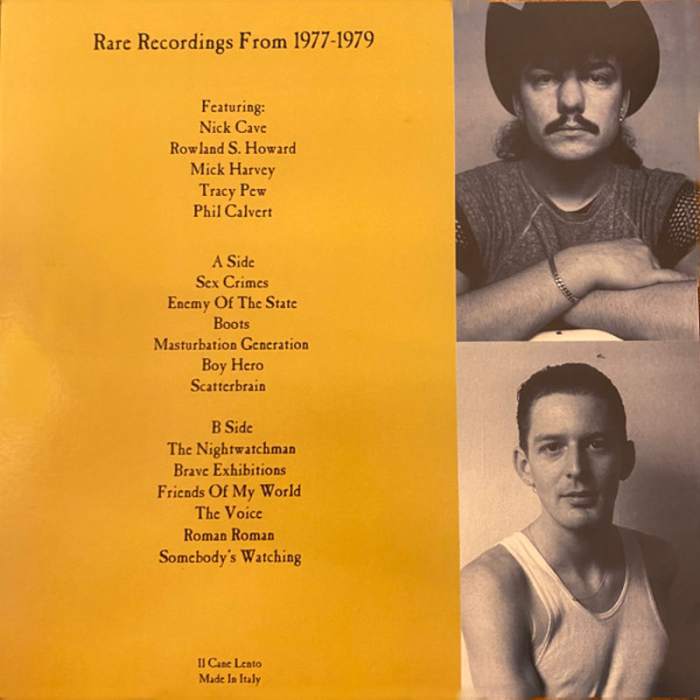 Rare Recordings From 1977-1979
Featuring:
Nick Cave
Rowland S. Howard
Mick Harvey
Tracy Pew
Phil Calvert
A Side
Sex Crimes
Enemy Of The State
Boots
Masturbation Generation
Boy Hero
Scatterbrain
B Side
The Nightwatchman
Brave Exhibitions
Friends Of My World
The Voice
Roman Roman
Somebody's Watching
Il Cane Lento
Made In Italy